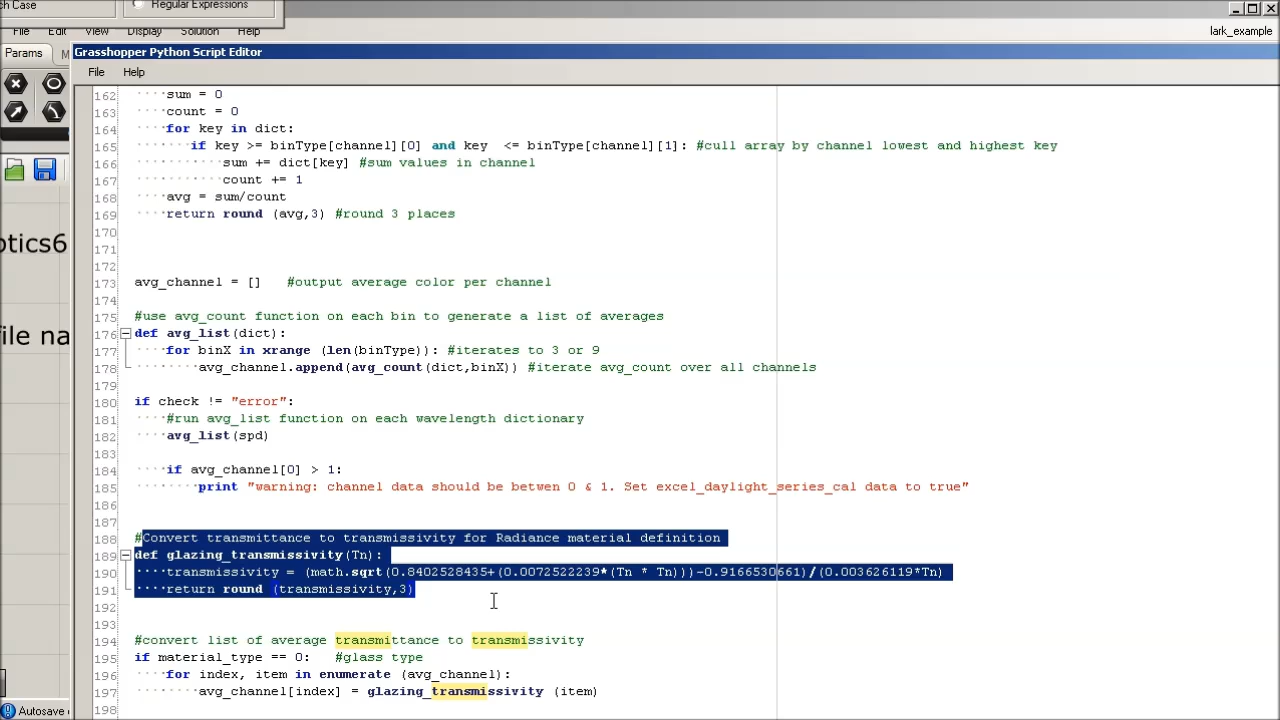 ch Case
Regular Expressions
File Edit View Display Solution Help
lark_example
Params
Grasshopper Python Script Editor
File Help
162 sum = 0
163 count = 0
164 for key in dict:
165 if key >= binType[channel][0] and key <= binType[channel][1]: #cull array by channel lowest and highest key
166 sum += dict[key] #sum values in channel
167 count += 1
168 avg = sum/count
169 return round (avg,3) #round 3 places
170
171
172
173 avg_channel = [] #output average color per channel
174
175 #use avg_count function on each bin to generate a list of averages
176 def avg_list(dict):
177 for binX in xrange (len(binType)): #iterates to 3 or 9
178 avg_channel.append(avg_count(dict,binX)) #iterate avg_count over all channels
179
180 if check != "error":
181 #run avg_list function on each wavelength dictionary
182 avg_list(spd)
183
184 if avg_channel[0] > 1:
185 print "warning: channel data should be betwen 0 & 1. Set excel_daylight_series_cal data to true"
186
187
188 #Convert transmittance to transmissivity for Radiance material definition
189 def glazing_transmissivity(Tn):
190 transmissivity = (math.sqrt(0.8402528435+(0.0072522239*(Tn * Tn)))-0.9166530661)/(0.003626119*Tn)
191 return round (transmissivity,3)
192
193
194 #convert list of average transmittance to transmissivity
195 if material_type == 0: #glass type
196 for index, item in enumerate (avg_channel):
197 avg_channel[index] = glazing_transmissivity (item)
198
ptics6
file na
Autosave